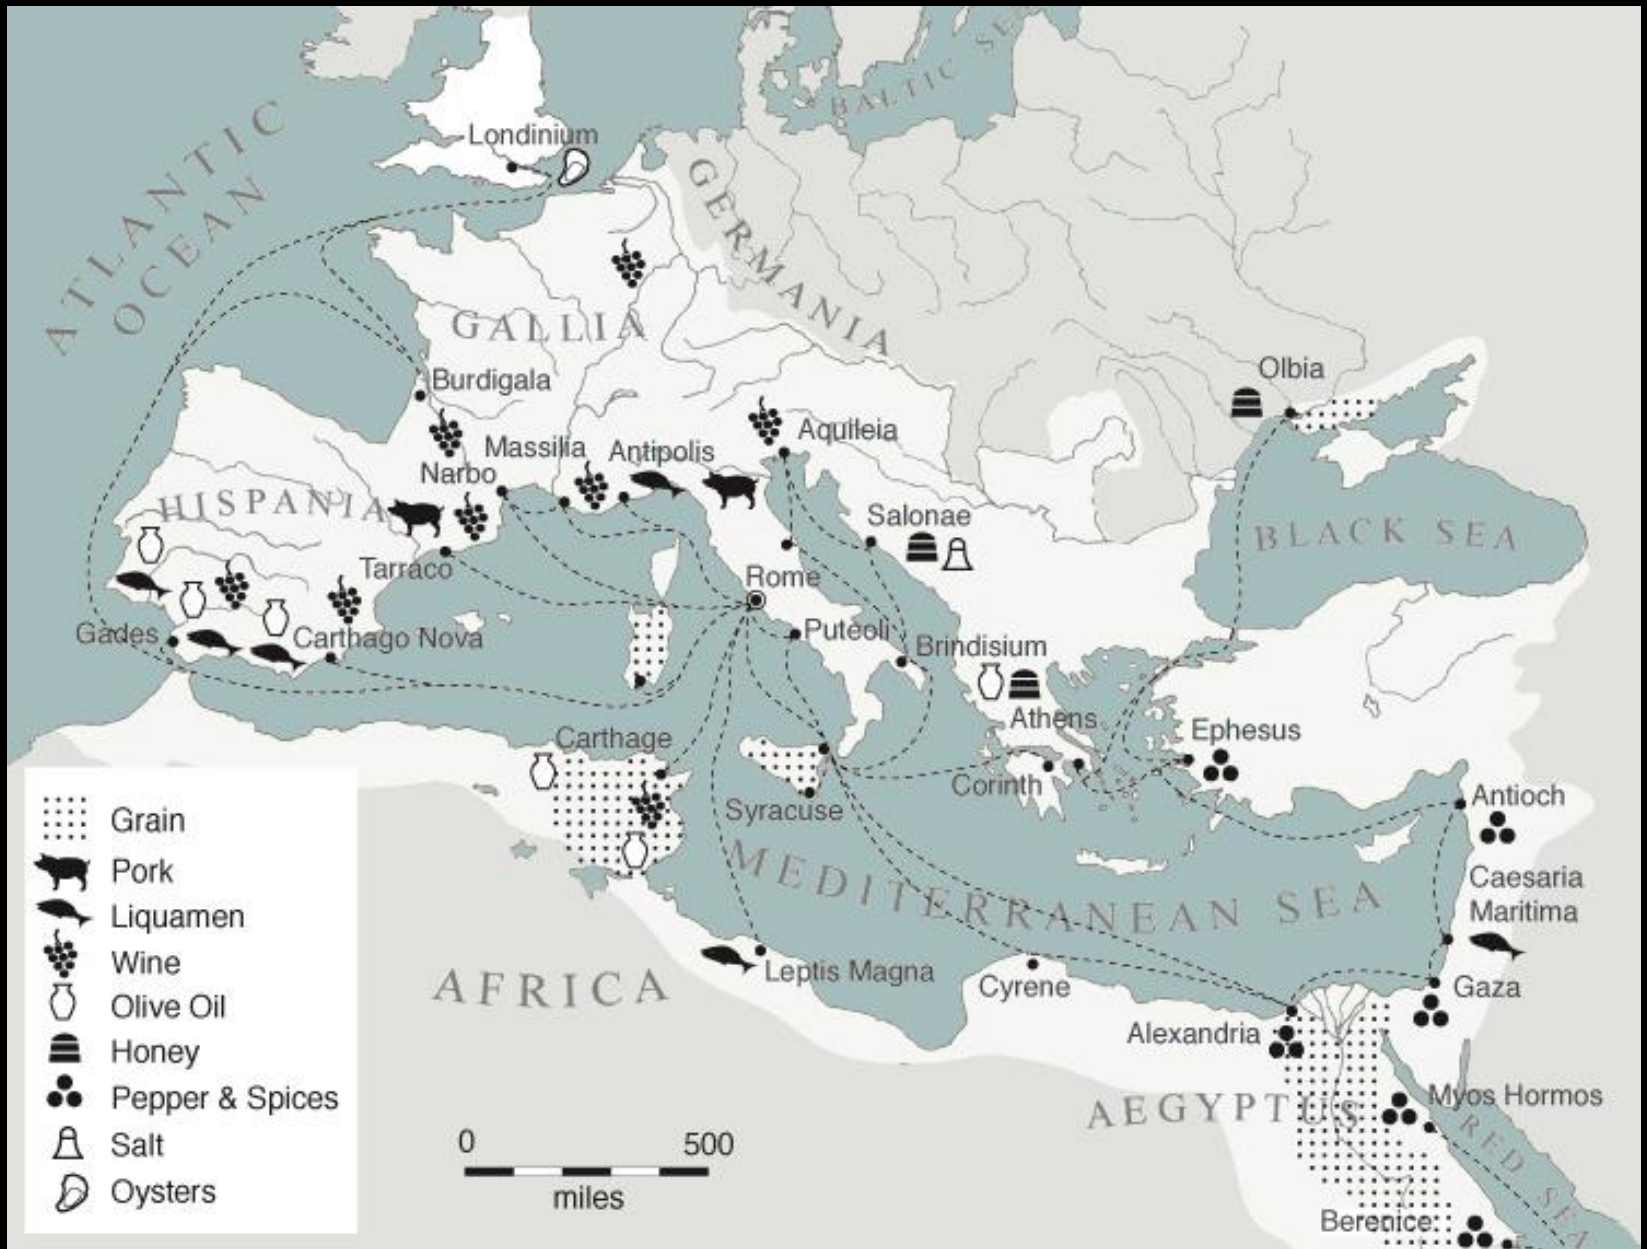 BALTIC SEA
Londinium
ATLANTIC
OCEAN
GERMANIA
GALLIA
Burdigala
Olbia
Massilia
Antipolis
Aquileia
Narbo
HISPANIA
Salonae
BLACK SEA
Tarraco
Rome
Gades
Carthago Nova
Puteoli
Brindisium
Athens
Carthage
Ephesus
Corinth
Syracuse
Antioch
MEDITERRANEAN SEA
Caesaria
Maritima
AFRICA
Leptis Magna
Cyrene
Gaza
Alexandria
AEGYPTUS
Myos Hormos
RED SEA
Berenice
Grain
Pork
Liquamen
Wine
Olive Oil
Honey
Pepper & Spices
Salt
Oysters
0 500
miles